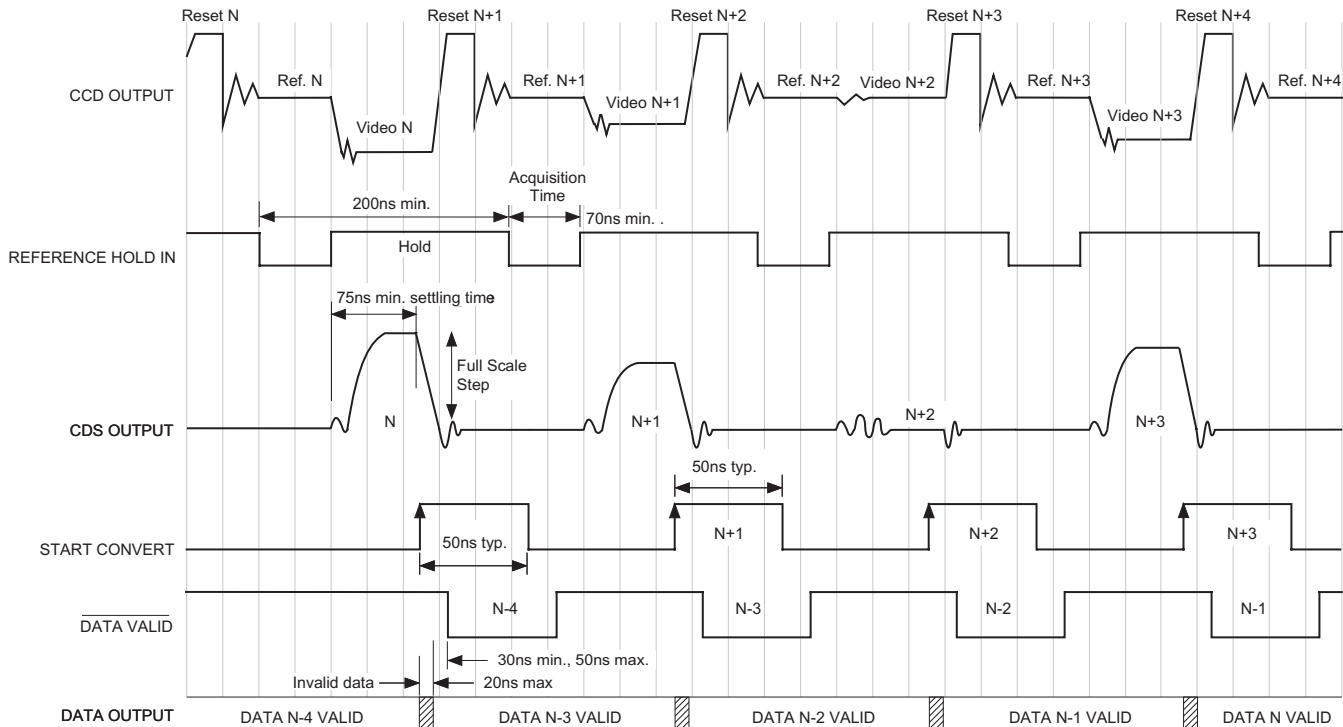 Reset N
Reset N+1
Reset N+2
Reset N+3
Reset N+4
CCD OUTPUT
Ref. N
Video N
Ref. N+1
Video N+1
Ref. N+2
Video N+2
Ref. N+3
Video N+3
Ref. N+4
Acquisition
Time
200ns min.
70ns min. .
REFERENCE HOLD IN
Hold
75ns min. settling time
Full Scale
Step
CDS OUTPUT
N
N+1
N+2
N+3
50ns typ.
START CONVERT
50ns typ.
N+1
N+2
N+3
DATA VALID
N-4
N-3
N-2
N-1
30ns min., 50ns max.
Invalid data
20ns max
DATA OUTPUT
DATA N-4 VALID
DATA N-3 VALID
DATA N-2 VALID
DATA N-1 VALID
DATA N VALID